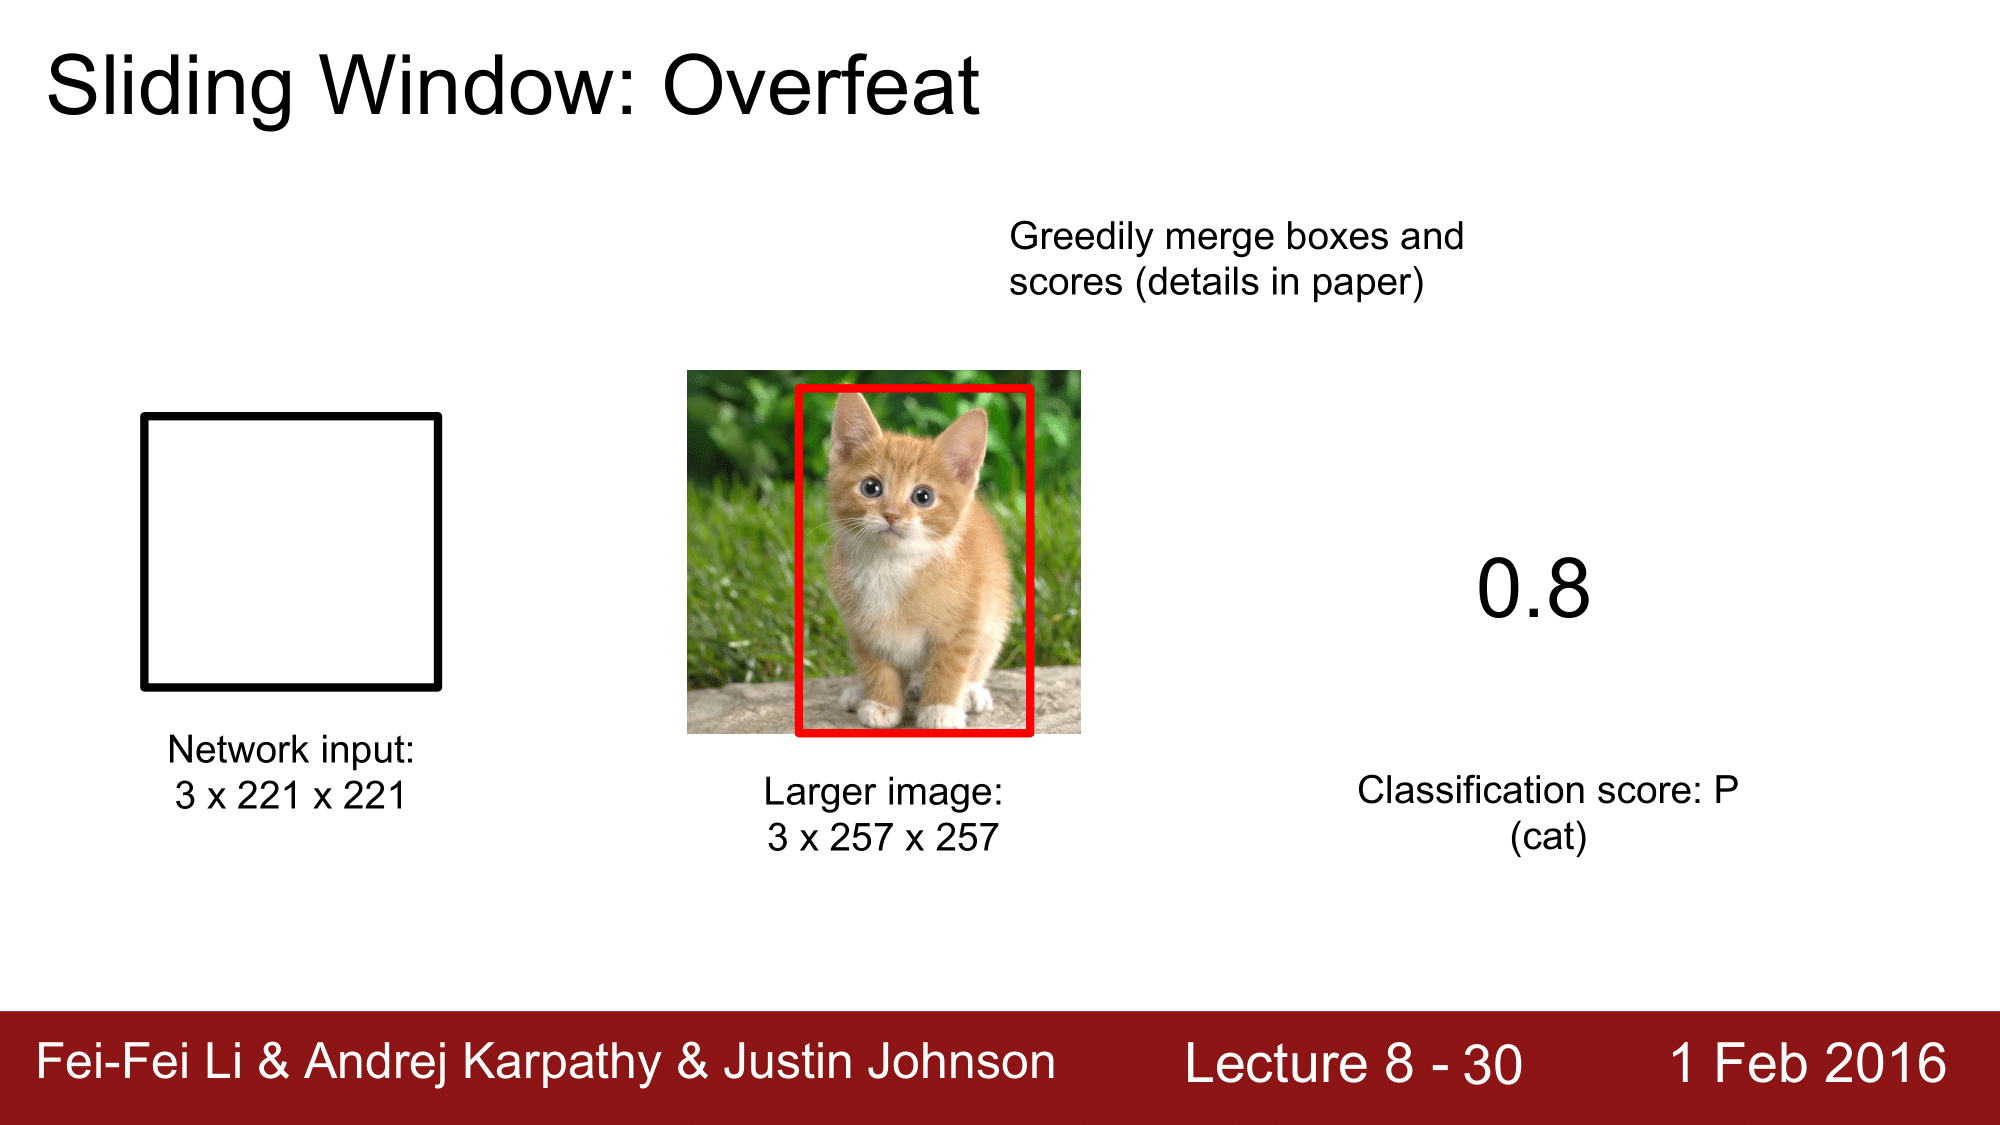 Sliding Window: Overfeat
Greedily merge boxes and
scores (details in paper)
0.8
Network input:
3 x 221 x 221
Larger image:
3 x 257 x 257
Classification score: P
(cat)
Fei-Fei Li & Andrej Karpathy & Justin Johnson
Lecture 8 - 30
1 Feb 2016